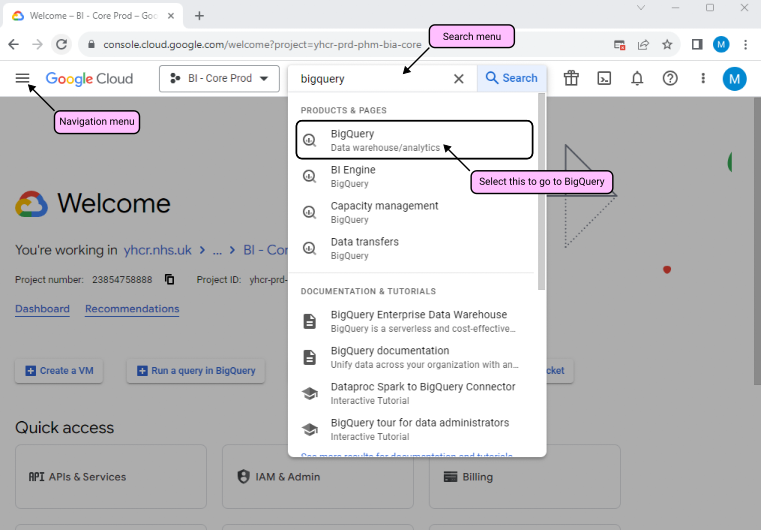 Welcome – BI - Core Prod – Goo
console.cloud.google.com/welcome?project=yhcr-prd-phm-bia-core
M
Search menu
Google Cloud
BI - Core Prod
bigquery
Search
M
Navigation menu
PRODUCTS & PAGES
BigQuery
Data warehouse/analytics
Select this to go to BigQuery
BI Engine
BigQuery
Capacity management
BigQuery
Data transfers
BigQuery
DOCUMENTATION & TUTORIALS
BigQuery Enterprise Data Warehouse
BigQuery is a serverless and cost-effective...
BigQuery documentation
Unify data across your organization with an...
Dataproc Spark to BigQuery Connector
Interactive Tutorial
BigQuery tour for data administrators
Interactive Tutorial
See more results for documentation and tutorials
Welcome
You're working in yhcr.nhs.uk > ... > BI - Cor
Project number: 23854758888 Project ID: yhcr-prd-
Dashboard Recommendations
Create a VM Run a query in BigQuery cket
Quick access
API APIs & Services IAM & Admin Billing